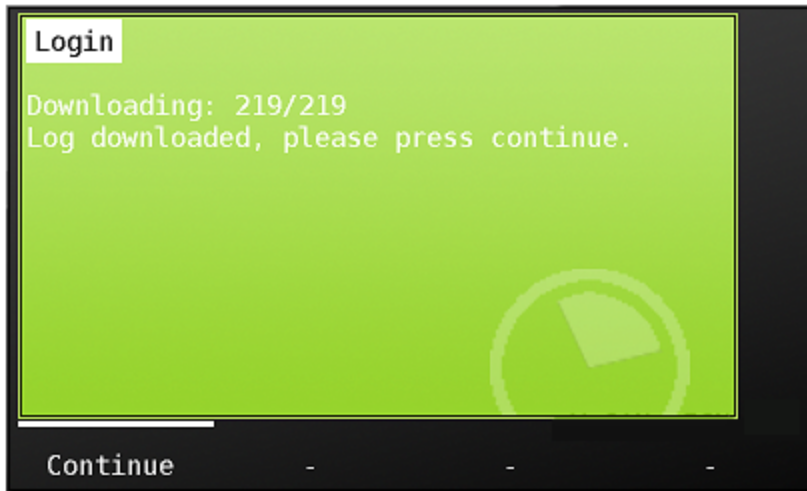 Login
Downloading: 219/219
Log downloaded, please press continue.
Continue - - -